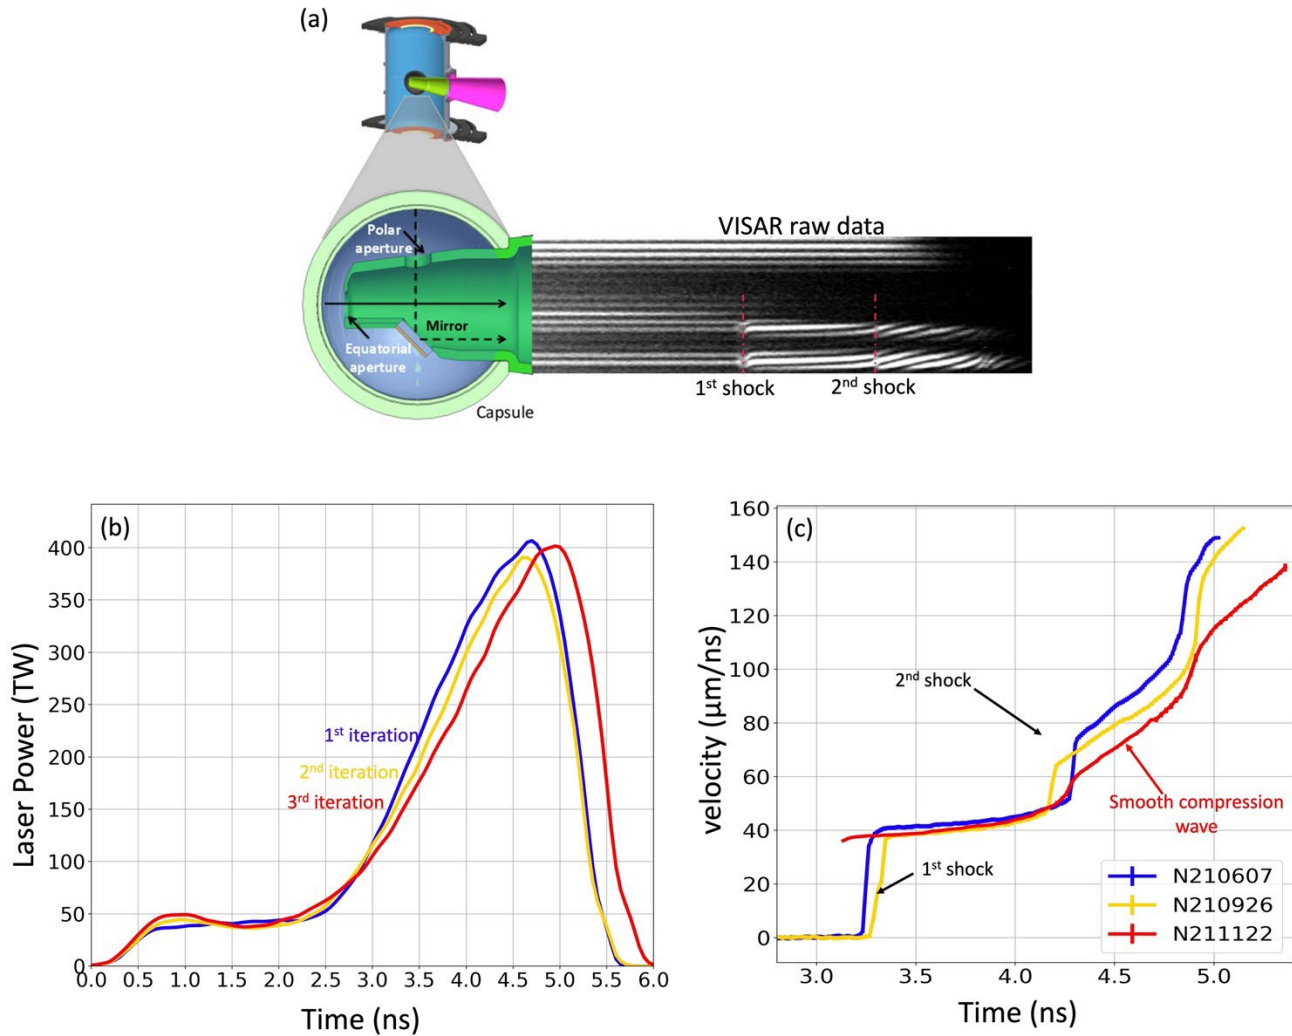 (a)
Polar
aperture
Mirror
Equatorial
aperture
Capsule
VISAR raw data
1st shock
2nd shock
(b)
Laser Power (TW)
400
350
300
250
200
150
100
50
0
1st iteration
2nd iteration
3rd iteration
0.0 0.5 1.0 1.5 2.0 2.5 3.0 3.5 4.0 4.5 5.0 5.5 6.0
Time (ns)
(c)
velocity (μm/ns)
160
140
120
100
80
60
40
20
0
2nd shock
1st shock
Smooth compression
wave
N210607
N210926
N211122
3.0 3.5 4.0 4.5 5.0
Time (ns)